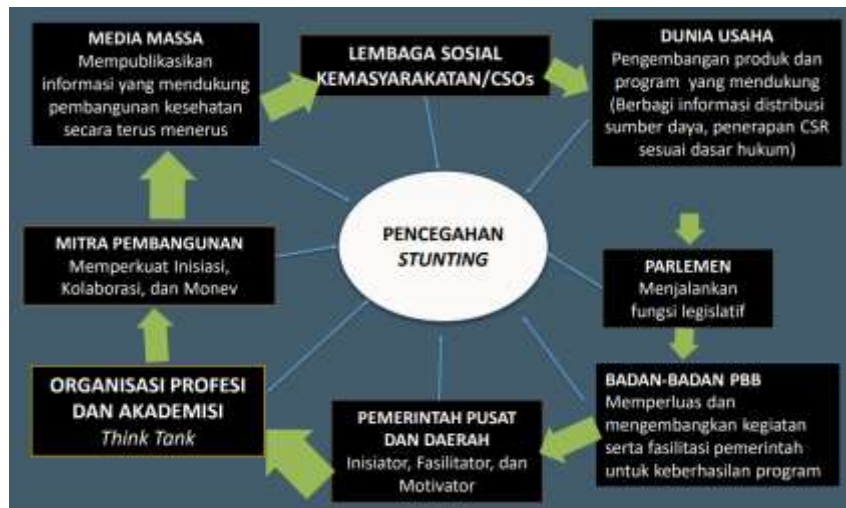 MEDIA MASSA
Mempublikasikan
informasi yang mendukung
pembangunan kesehatan
secara terus menerus
LEMBAGA SOSIAL
KEMASYARAKATAN/CSOs
DUNIA USAHA
Pengembangan produk dan
program yang mendukung
(Berbagi informasi distribusi
sumber daya, penerapan CSR
sesuai dasar hukum)
MITRA PEMBANGUNAN
Memperkuat Inisiasi,
Kolaborasi, dan Monev
PENCEGAHAN
STUNTING
PARLEMEN
Menjalankan
fungsi legislatif
ORGANISASI PROFESI
DAN AKADEMISI
Think Tank
PEMERINTAH PUSAT
DAN DAERAH
Inisiator, Fasilitator, dan
Motivator
BADAN-BADAN PBB
Memperluas dan
mengembangkan kegiatan
serta fasilitasi pemerintah
untuk keberhasilan program